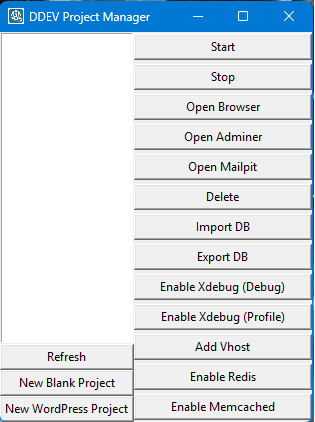 DDEV Project Manager
Start
Stop
Open Browser
Open Adminer
Open Mailpit
Delete
Import DB
Export DB
Enable Xdebug (Debug)
Enable Xdebug (Profile)
Add Vhost
Enable Redis
Enable Memcached
Refresh
New Blank Project
New WordPress Project